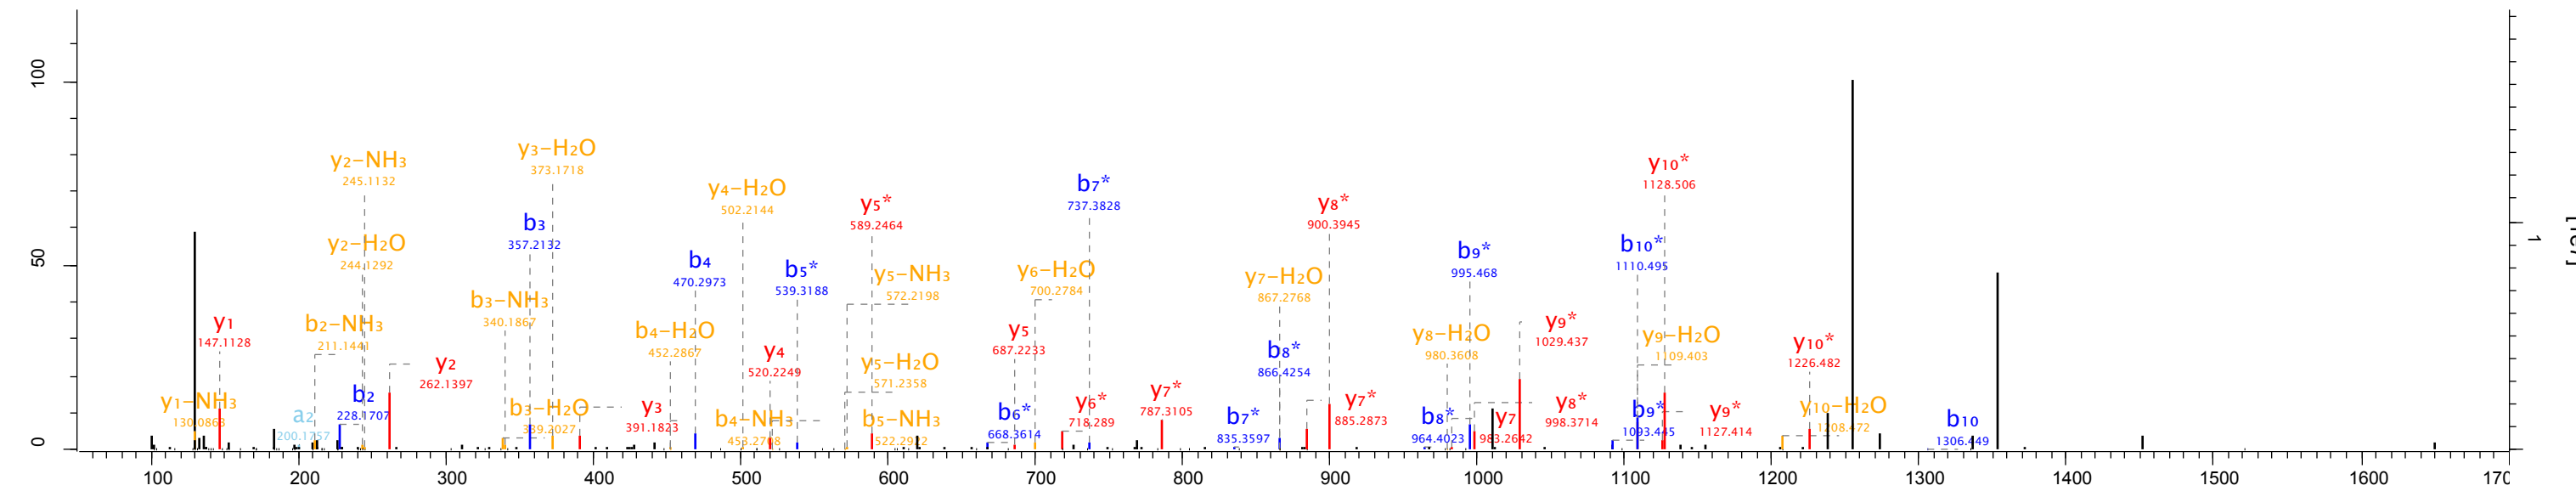 100
50
0
y1-NH3
130.0863
y1
147.1128
a2
200.1757
b2-NH3
211.1441
b2
228.1707
y2-H2O
244.1292
y2-NH3
245.1132
y2
262.1397
b3-NH3
340.1867
b3-H2O
339.2027
b3
357.2132
y3-H2O
373.1718
y3
391.1823
b4-H2O
452.2867
b4-NH3
453.2708
b4
470.2973
y4-H2O
502.2144
y4
520.2249
b5*
539.3188
b5-NH3
522.2922
y5-H2O
571.2358
y5-NH3
572.2198
y5*
589.2464
b6*
668.3614
y5
687.2233
y6-H2O
700.2784
y6*
718.289
b7*
737.3828
y7*
787.3105
b7*
835.3597
b8*
866.4254
y7-H2O
867.2768
y7*
885.2873
y8*
900.3945
b8*
964.4023
y8-H2O
980.3608
y7
983.2642
b9*
995.468
y8*
998.3714
y9*
1029.437
b9*
1093.445
y9-H2O
1109.403
b10*
1110.495
y9*
1127.414
y10*
1128.506
y10-H2O
1208.472
y10*
1226.482
b10
1306.449
1
100 200 300 400 500 600 700 800 900 1000 1100 1200 1300 1400 1500 1600